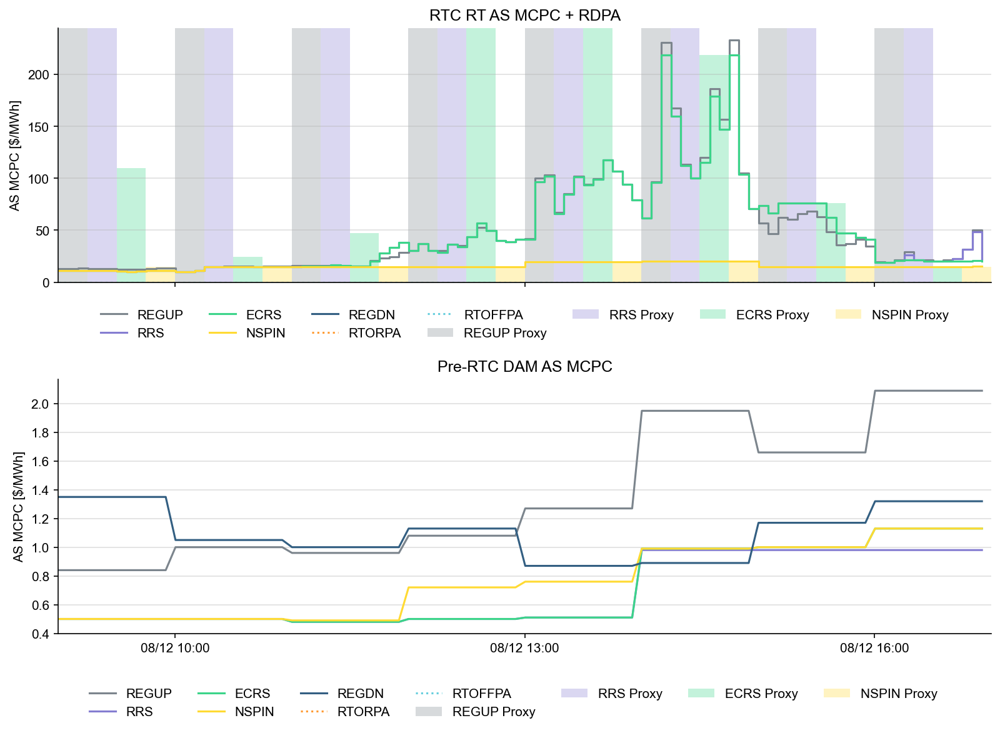 RTC RT AS MCPC + RDPA
AS MCPC [$/MWh]
200
150
100
50
0
REGUP ECRS REGDN RTOFFPA RRS Proxy ECRS Proxy NSPIN Proxy
RRS NSPIN RTORPA REGUP Proxy
Pre-RTC DAM AS MCPC
AS MCPC [$/MWh]
2.0
1.8
1.6
1.4
1.2
1.0
0.8
0.6
0.4
08/12 10:00 08/12 13:00 08/12 16:00
REGUP ECRS REGDN RTOFFPA RRS Proxy ECRS Proxy NSPIN Proxy
RRS NSPIN RTORPA REGUP Proxy